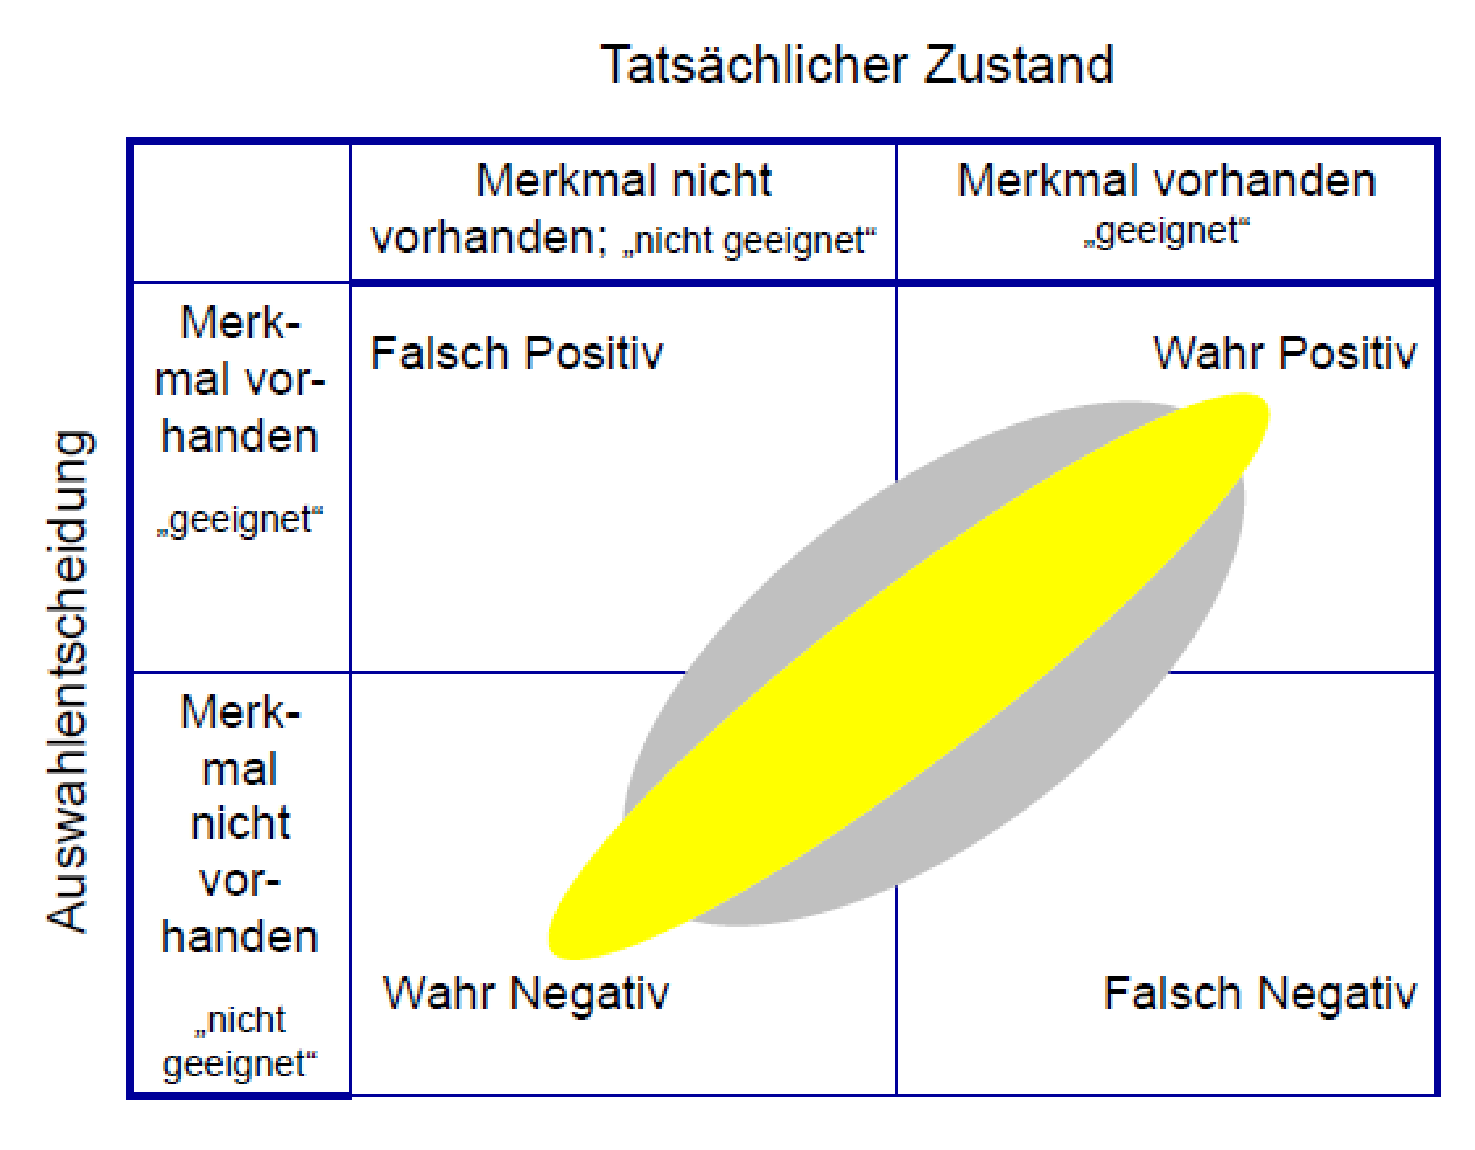 Tatsächlicher Zustand
Merkmal nicht
vorhanden; „nicht geeignet“
Merkmal vorhanden
„geeignet“
Auswahlentscheidung
Merk-
mal vor-
handen
„geeignet“
Falsch Positiv
Wahr Positiv
Merk-
mal
nicht
vor-
handen
„nicht
geeignet“
Wahr Negativ
Falsch Negativ